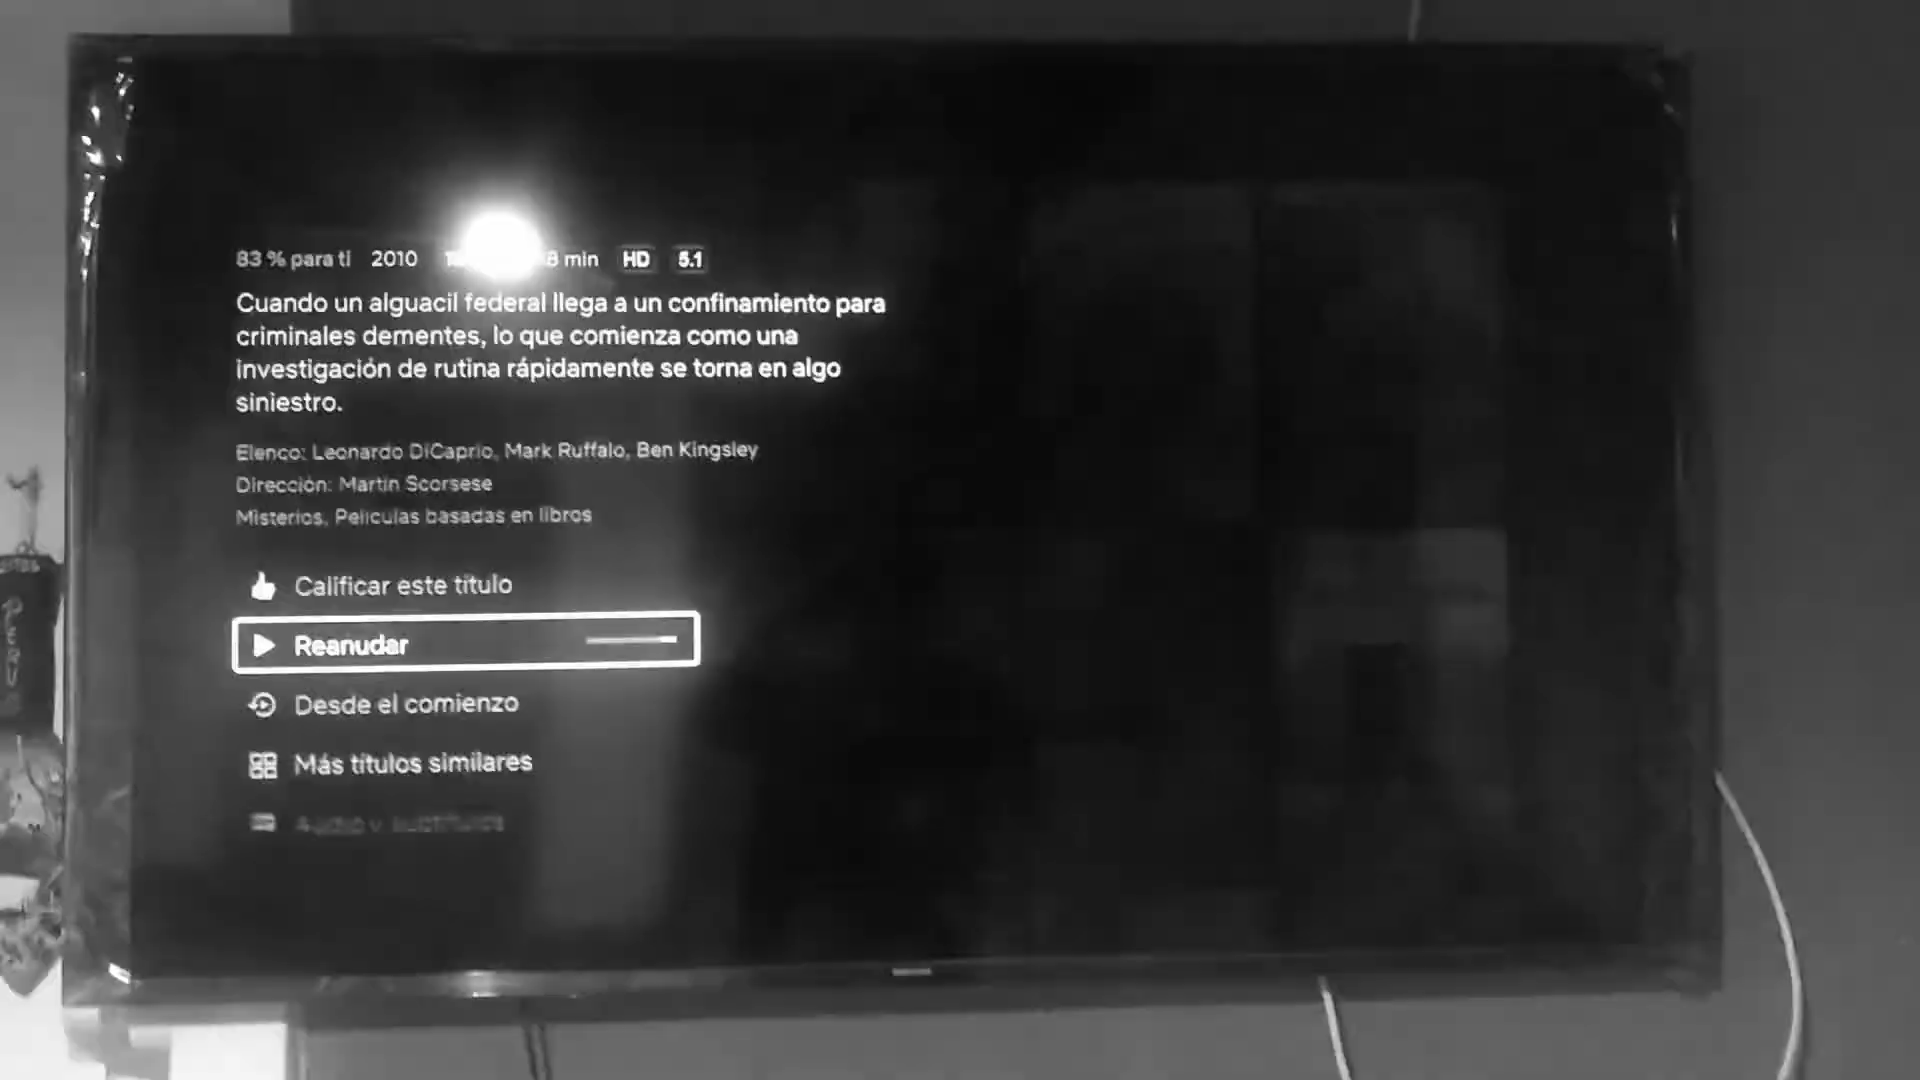 83 % para ti 2010 8 min HD 5.1
Cuando un alguacil federal llega a un confinamiento para
criminales dementes, lo que comienza como una
investigación de rutina rápidamente se torna en algo
siniestro.
Elenco: Leonardo DiCaprio, Mark Ruffalo, Ben Kingsley
Dirección: Martin Scorsese
Misterios, Películas basadas en libros
Calificar este título
Reanudar
Desde el comienzo
Más títulos similares
Audio y subtítulos